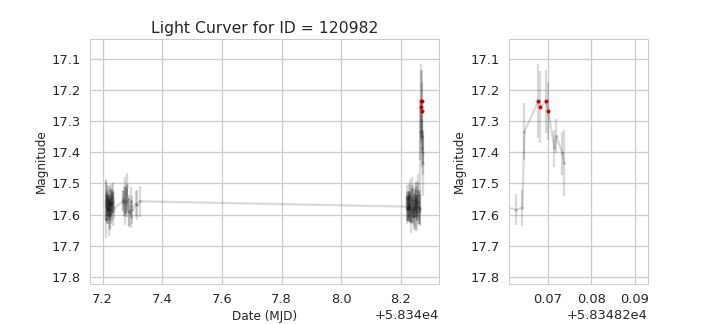 Light Curver for ID = 120982
Magnitude
17.1
17.2
17.3
17.4
17.5
17.6
17.7
17.8
7.2 7.4 7.6 7.8 8.0 8.2
Date (MJD)
+5.834e4
Magnitude
17.1
17.2
17.3
17.4
17.5
17.6
17.7
17.8
0.07 0.08 0.09
+5.83482e4